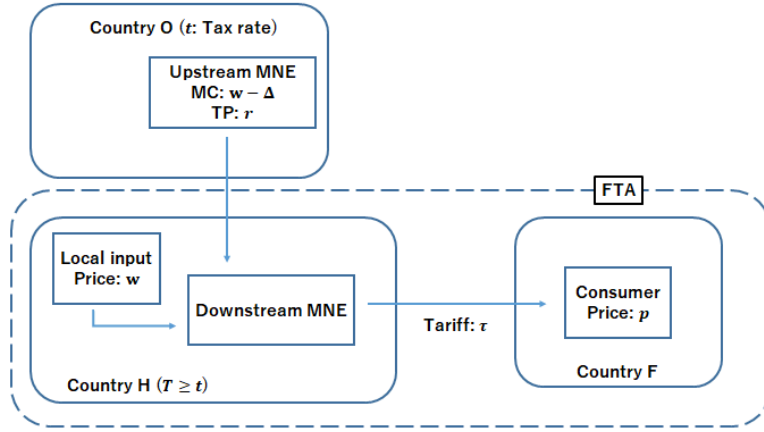 Country O (t: Tax rate)
Upstream MNE
MC: w − Δ
TP: r
FTA
Local input
Price: w
Downstream MNE
Tariff: τ
Consumer
Price: p
Country F
Country H (T ≥ t)